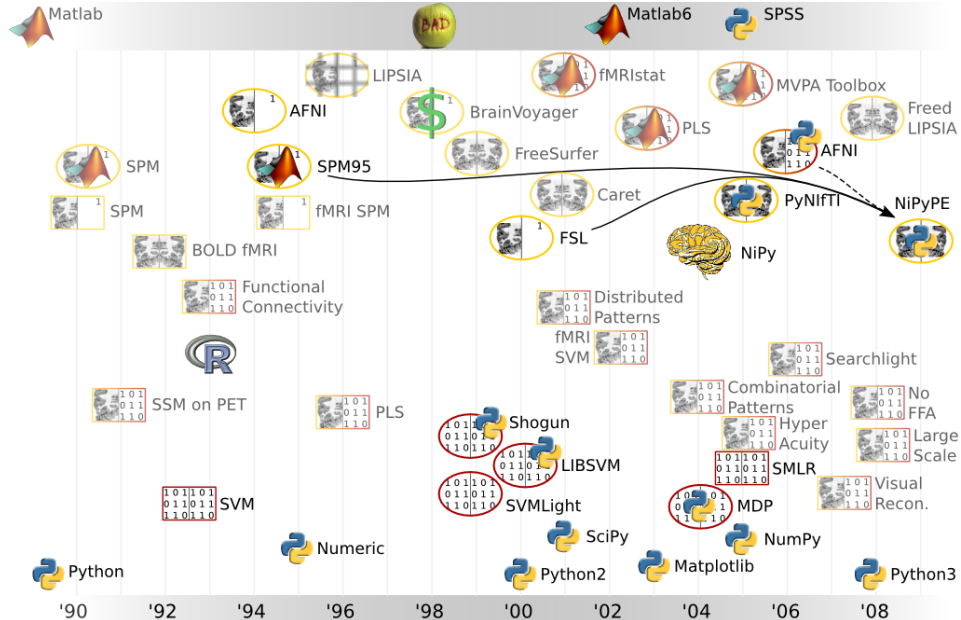 Matlab
BAD
Matlab6
SPSS
LIPSIA
fMRIstat
MVPA Toolbox
AFNI
BrainVoyager
PLS
Freed
LIPSIA
FreeSurfer
AFNI
SPM
SPM95
Caret
PyNIfTI
NiPyPE
SPM
fMRI SPM
FSL
NiPy
BOLD fMRI
Functional
Connectivity
Distributed
Patterns
fMRI
SVM
Searchlight
R
SSM on PET
PLS
Combinatorial
Patterns
No
FFA
Shogun
Hyper
Acuity
Large
Scale
LIBSVM
SMLR
SVM
SVMLight
MDP
Visual
Recon.
Numeric
SciPy
NumPy
Python
Python2
Matplotlib
Python3
'90 '92 '94 '96 '98 '00 '02 '04 '06 '08